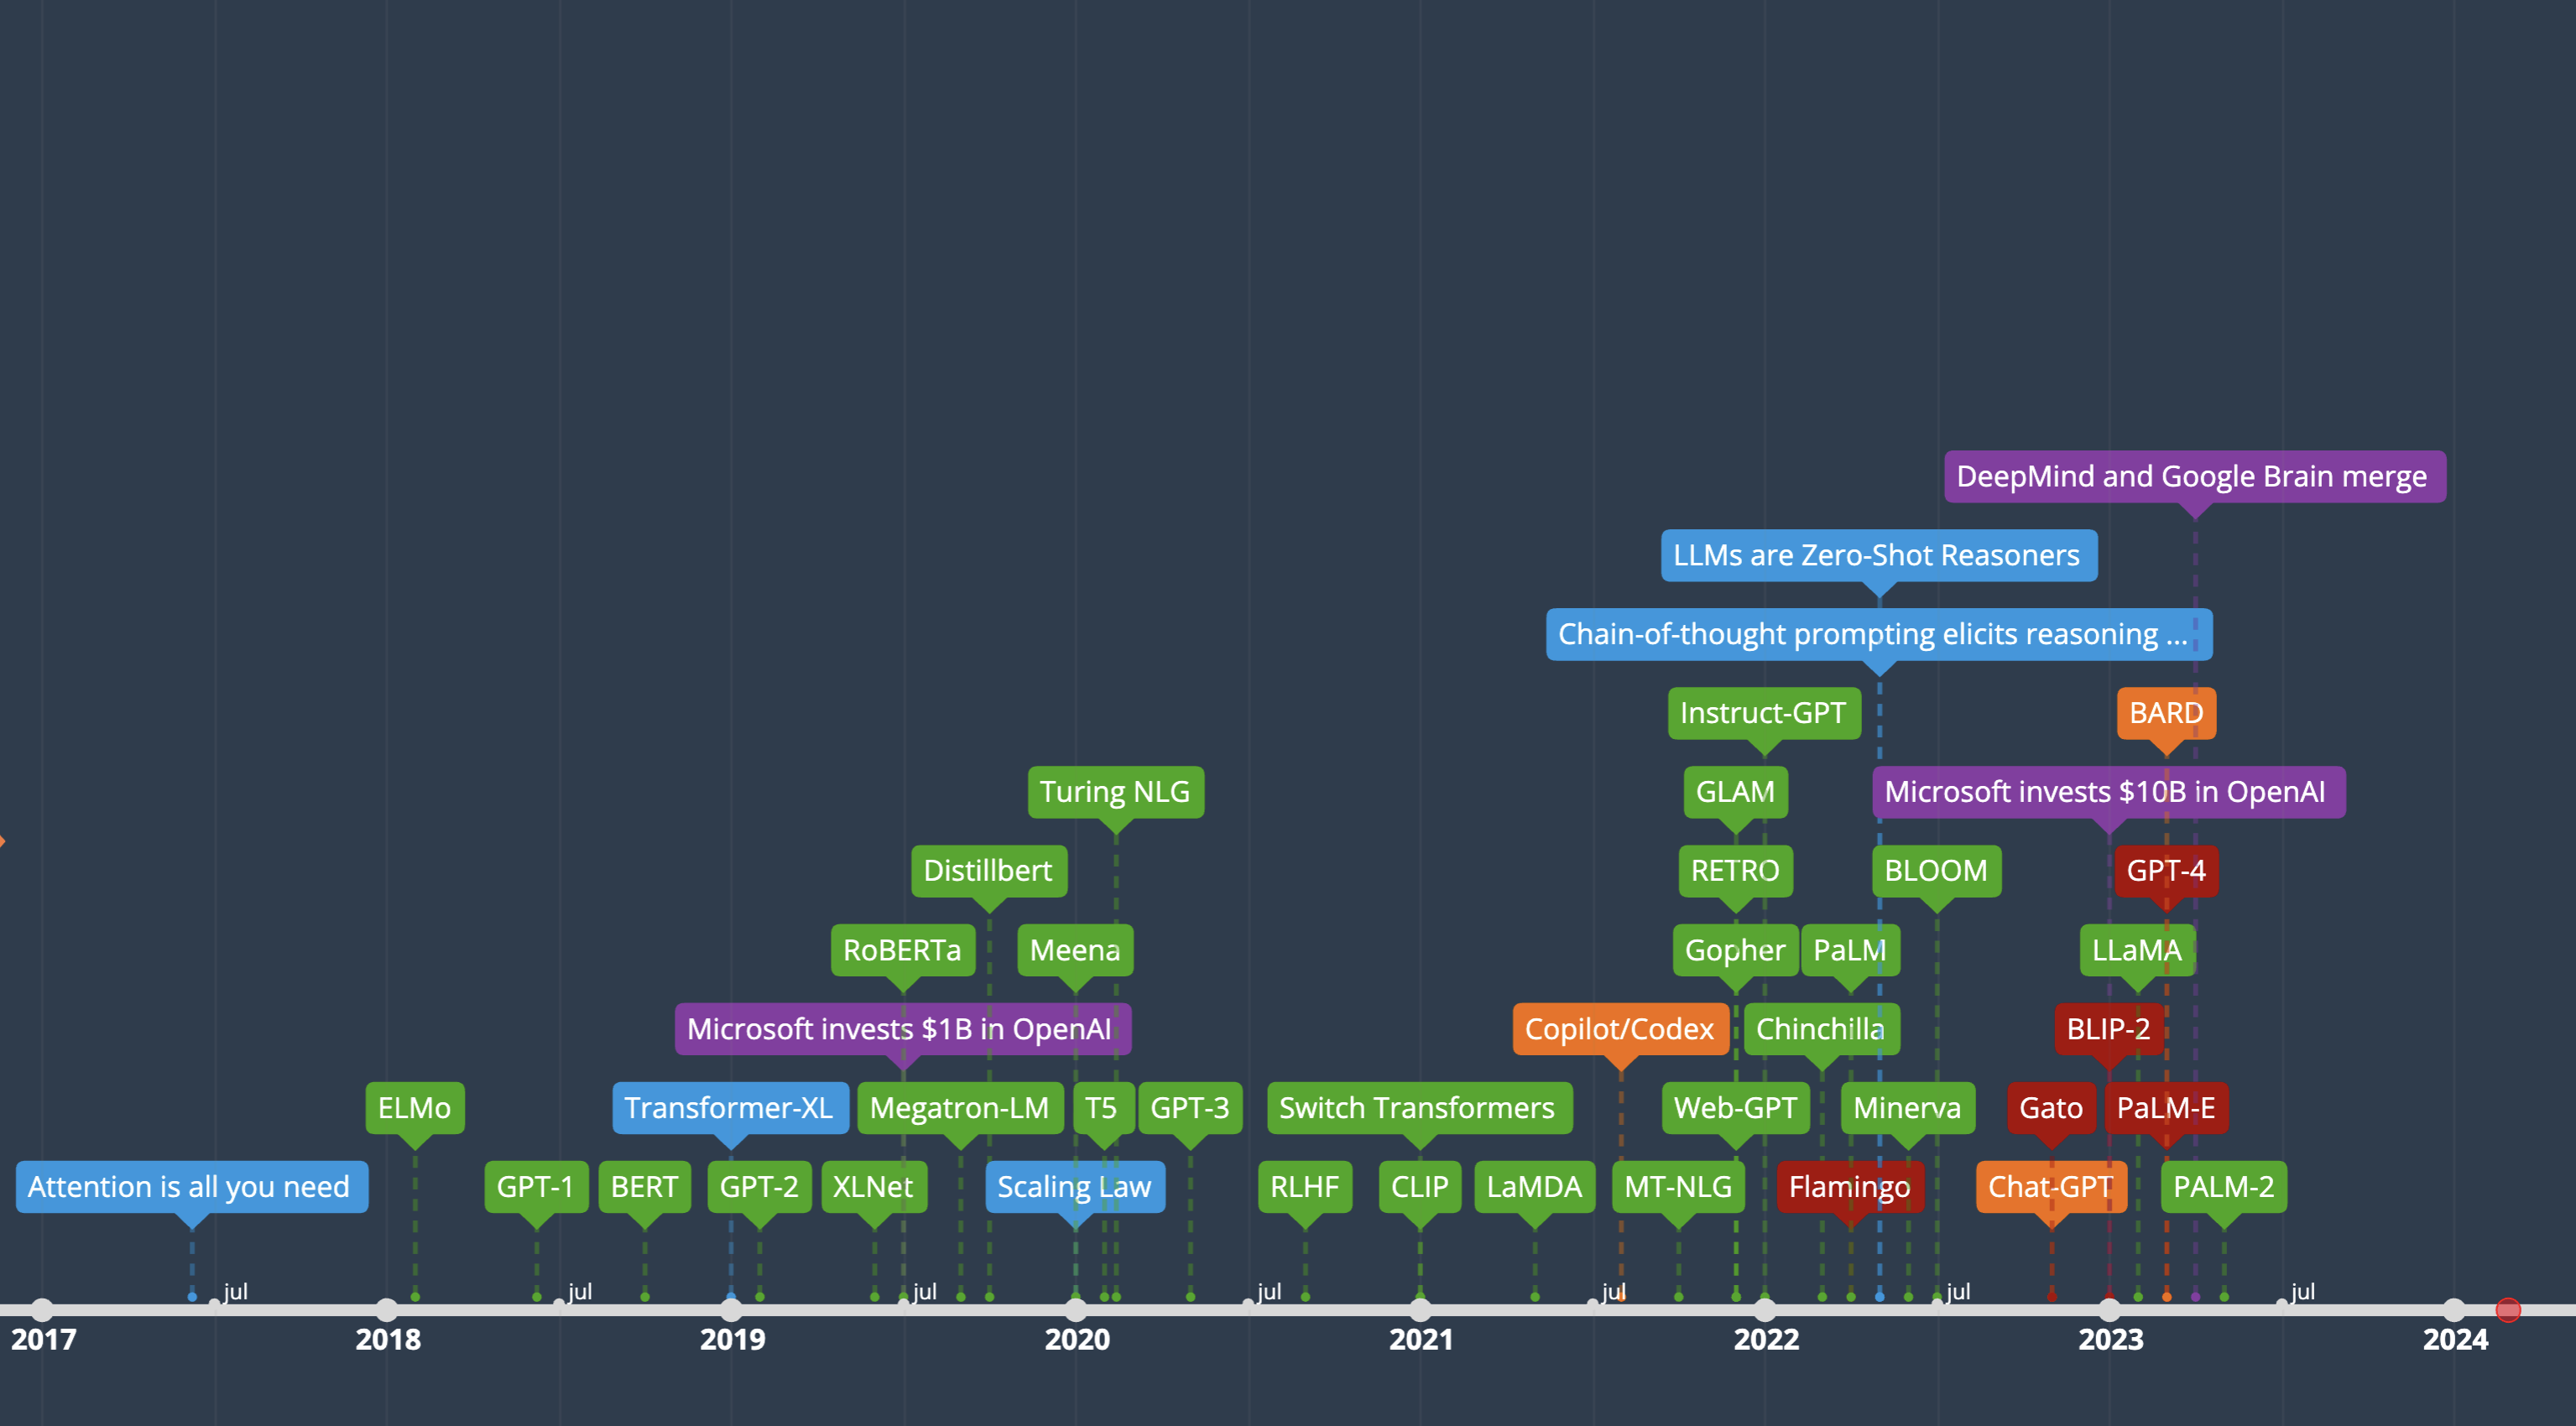 DeepMind and Google Brain merge
LLMs are Zero-Shot Reasoners
Chain-of-thought prompting elicits reasoning ...
Instruct-GPT
BARD
Turing NLG
GLAM
Microsoft invests $10B in OpenAI
Distillbert
RETRO
BLOOM
GPT-4
RoBERTa
Meena
Gopher
PaLM
LLaMA
Microsoft invests $1B in OpenAI
Copilot/Codex
Chinchilla
BLIP-2
ELMo
Transformer-XL
Megatron-LM
T5
GPT-3
Switch Transformers
Web-GPT
Minerva
Gato
PaLM-E
Attention is all you need
GPT-1
BERT
GPT-2
XLNet
Scaling Law
RLHF
CLIP
LaMDA
MT-NLG
Flamingo
Chat-GPT
PALM-2
jul
jul
jul
jul
jul
jul
jul
2017
2018
2019
2020
2021
2022
2023
2024